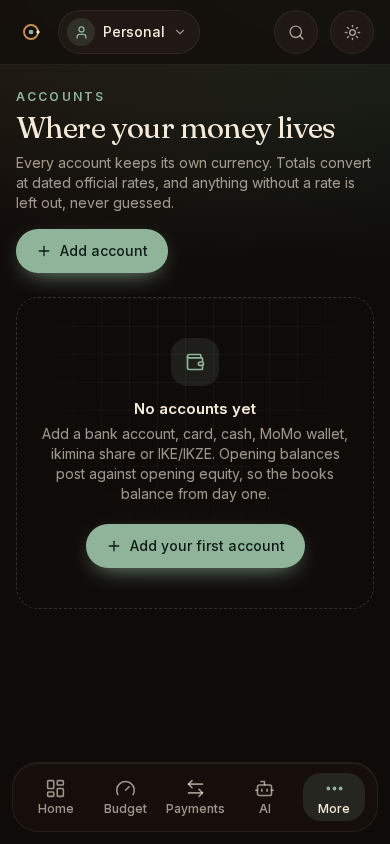 Personal
ACCOUNTS
Where your money lives
Every account keeps its own currency. Totals convert
at dated official rates, and anything without a rate is
left out, never guessed.
Add account
No accounts yet
Add a bank account, card, cash, MoMo wallet,
ikimina share or IKE/IKZE. Opening balances
post against opening equity, so the books
balance from day one.
Add your first account
Home
Budget
Payments
AI
More